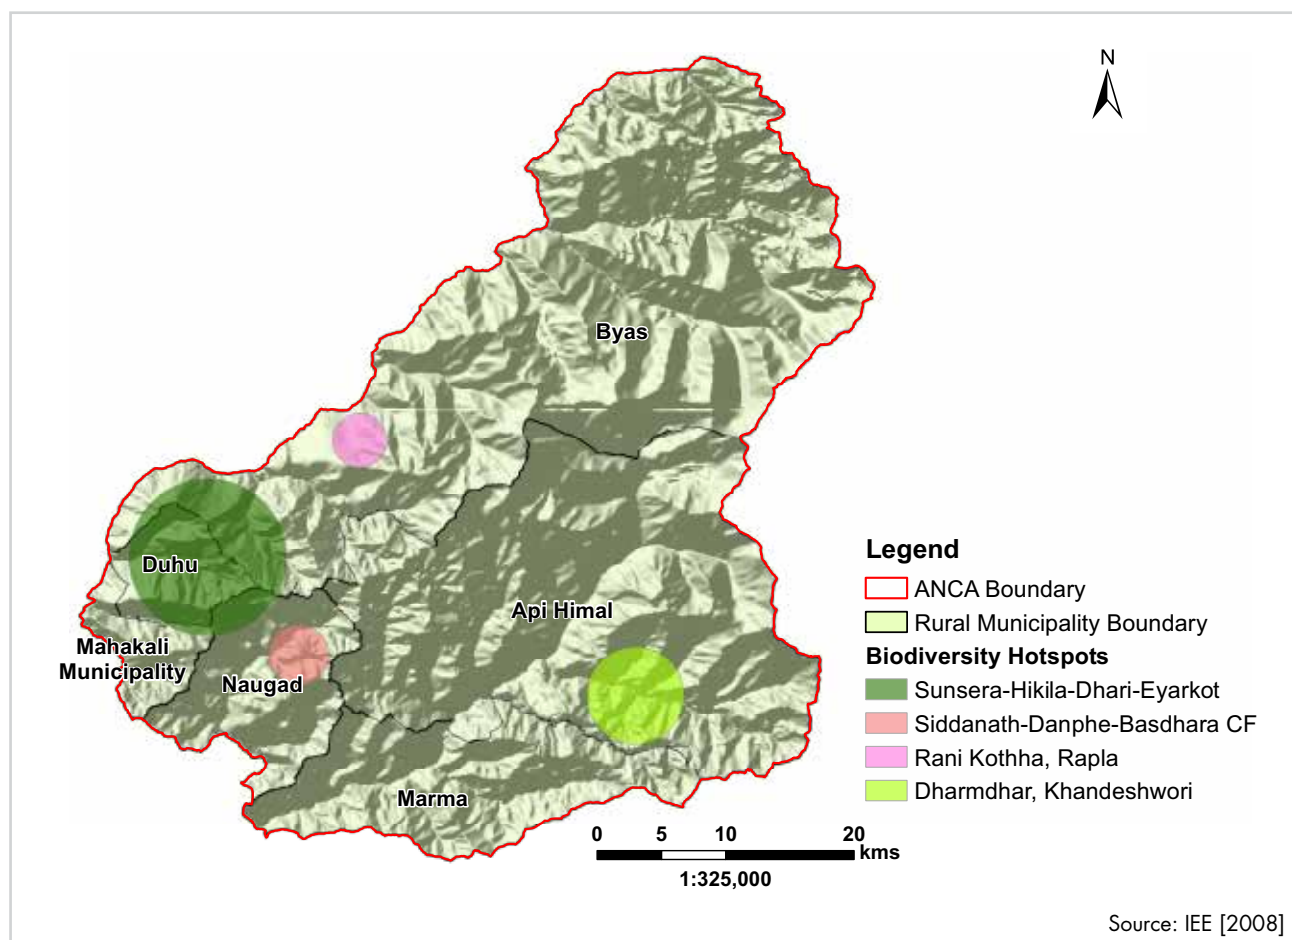 N
Byas
Duhu
Api Himal
Mahakali
Municipality
Naugad
Marma
Legend
ANCA Boundary
Rural Municipality Boundary
Biodiversity Hotspots
Sunsera-Hikila-Dhari-Eyarkot
Siddanath-Danphe-Basdhara CF
Rani Kothha, Rapla
Dharmdhar, Khandeshwori
0 5 10 20
kms
1:325,000
Source: IEE [2008]